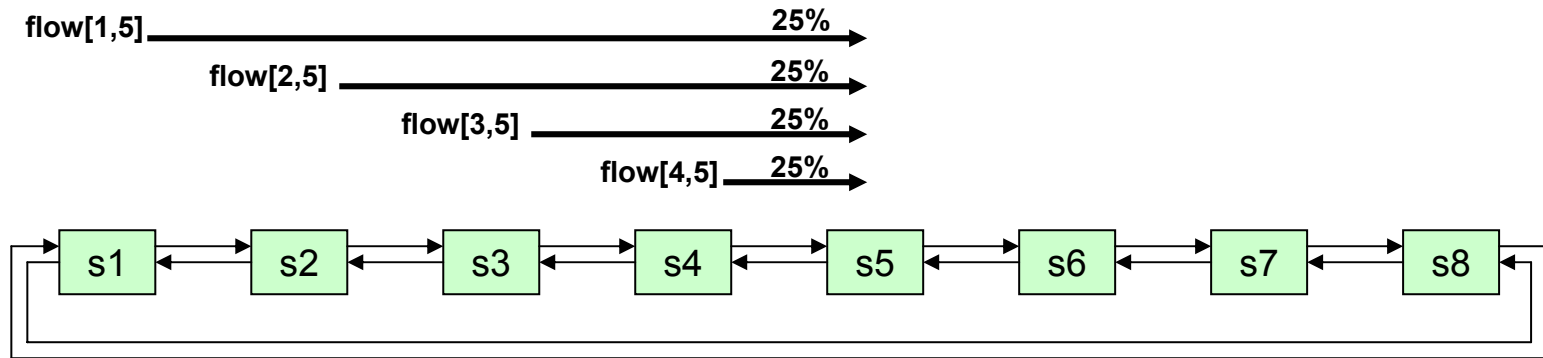 flow[1,5] 25%
flow[2,5] 25%
flow[3,5] 25%
flow[4,5] 25%
s1 s2 s3 s4 s5 s6 s7 s8